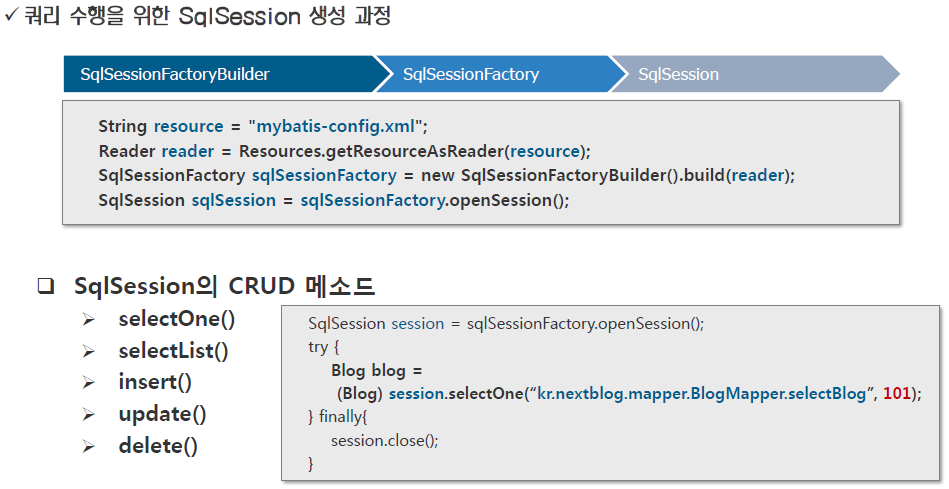 ✓ 쿼리 수행을 위한 SqlSession 생성 과정
SqlSessionFactoryBuilder
SqlSessionFactory
SqlSession
String resource = "mybatis-config.xml";
Reader reader = Resources.getResourceAsReader(resource);
SqlSessionFactory sqlSessionFactory = new SqlSessionFactoryBuilder().build(reader);
SqlSession sqlSession = sqlSessionFactory.openSession();
❑ SqlSession의 CRUD 메소드
➢ selectOne()
➢ selectList()
➢ insert()
➢ update()
➢ delete()
SqlSession session = sqlSessionFactory.openSession();
try {
Blog blog =
(Blog) session.selectOne(“kr.nextblog.mapper.BlogMapper.selectBlog”, 101);
} finally{
session.close();
}